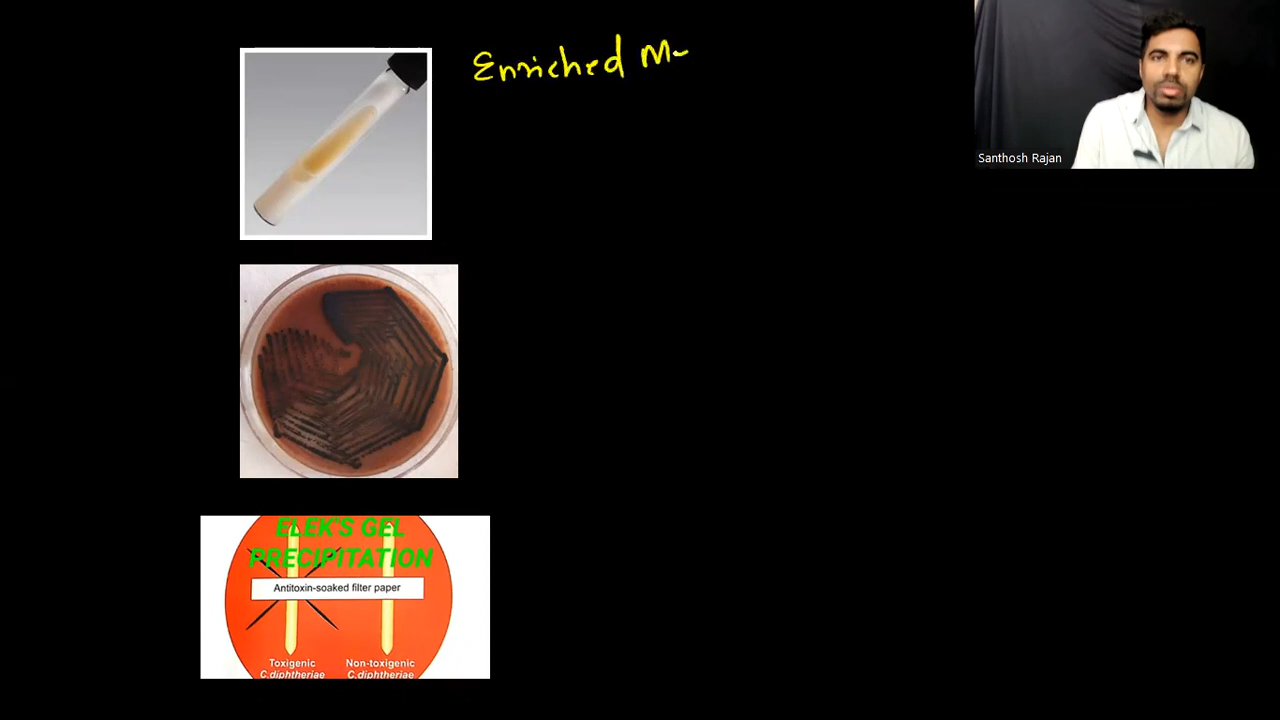 Enriched M-
Santhosh Rajan
ELEK'S GEL
PRECIPITATION
Antitoxin-soaked filter paper
Toxigenic Non-toxigenic
C.diphtheriae C.diphtheriae